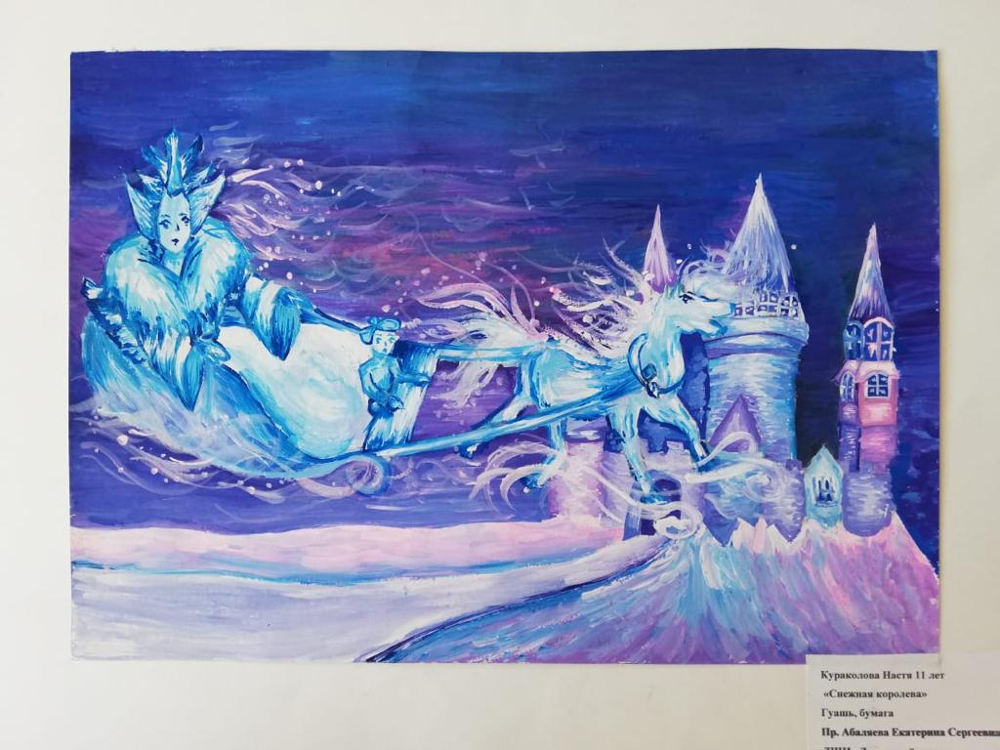 Кураколова Настя 11 лет
«Снежная королева»
Гуашь, бумага
Пр. Абаляева Екатерина Сергеевна